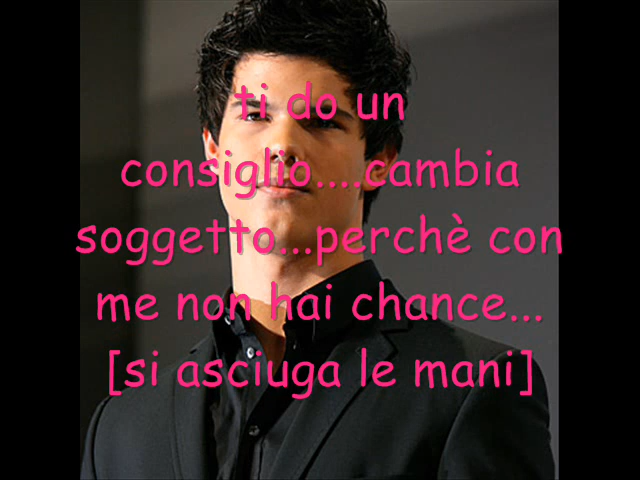 ti do un
consiglio....cambia
soggetto...perchè con
me non hai chance...
[si asciuga le mani]